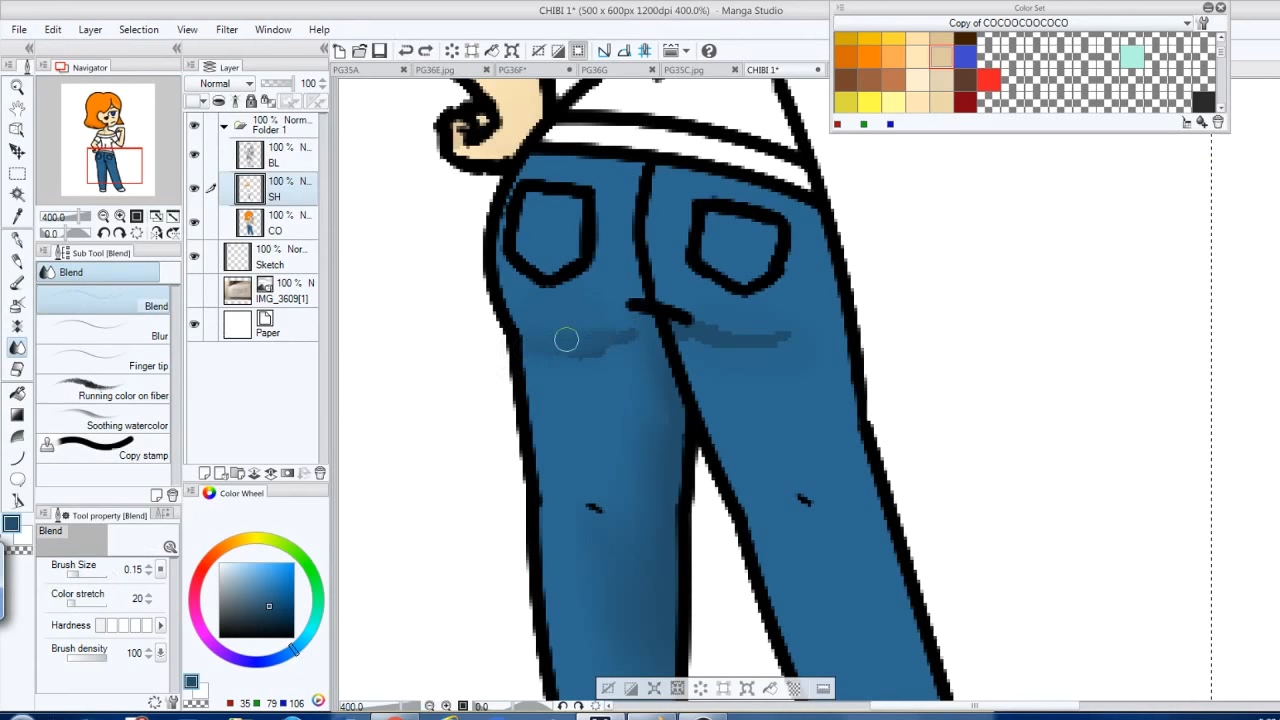 CHIBI 1* (500 x 600px 1200dpi 400.0%) - Manga Studio
File Edit Layer Selection View Filter Window Help
Color Set
Copy of COCOOCOOCOCO
Navigator
Layer
PG35A PG36E.jpg PG36F* PG36G PG35C.jpg CHIBI 1*
Normal 100
100 % Norm...
Folder 1
100 % N...
BL
100 % N...
SH
100 % N...
CO
100 % Nor...
Sketch
100 % N
IMG_3609[1]
100 %
Paper
400.0
0.0
Sub Tool [Blend]
Blend
Blend
Blur
Finger tip
Running color on fiber
Soothing watercolor
Copy stamp
Color Wheel
Tool property [Blend]
Blend
Brush Size 0.15
Color stretch 20
Hardness
Brush density 100
35 79 106
400.0 0.0